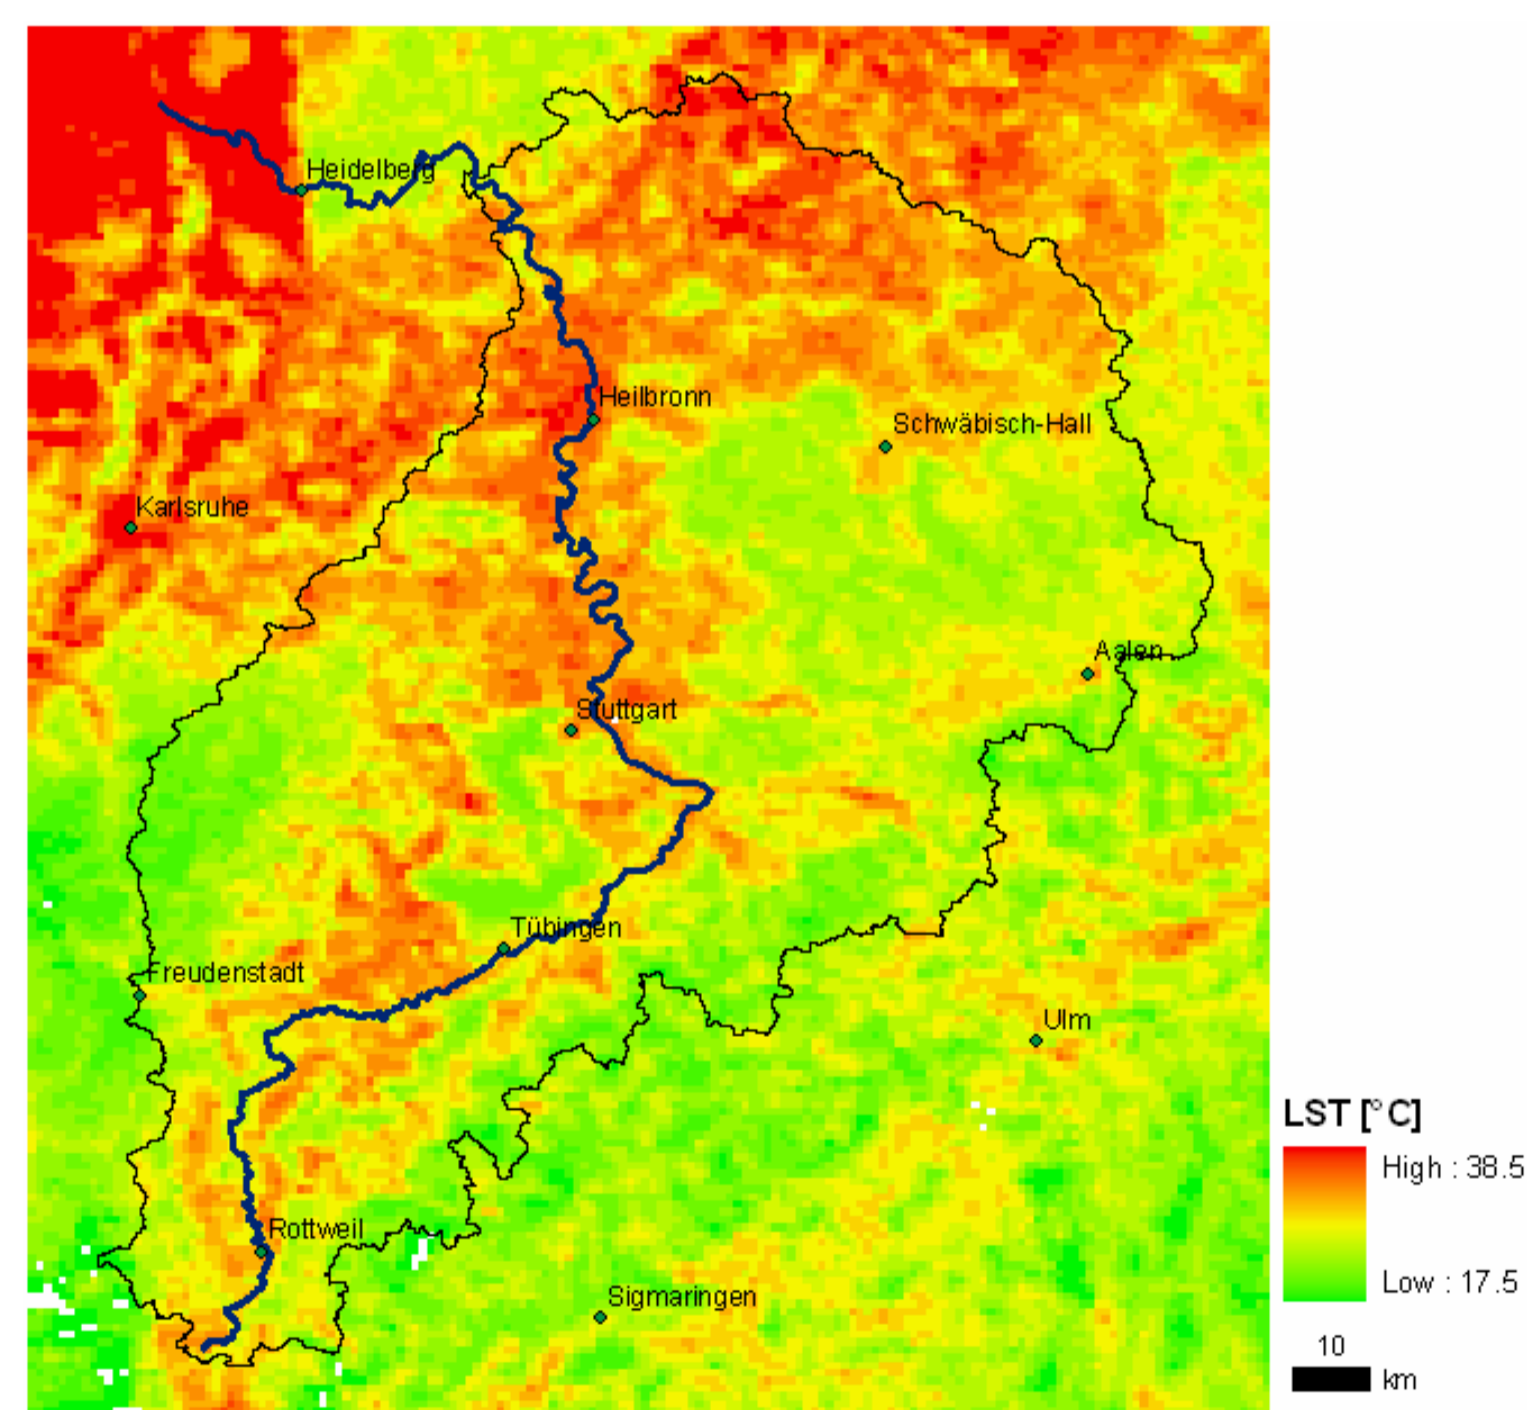 Heidelberg
Heilbronn
Schwäbisch-Hall
Karlsruhe
Aalen
Stuttgart
Tübingen
Freudenstadt
Ulm
LST [°C]
High : 38.5
Rottweil
Low : 17.5
Sigmaringen
10
km